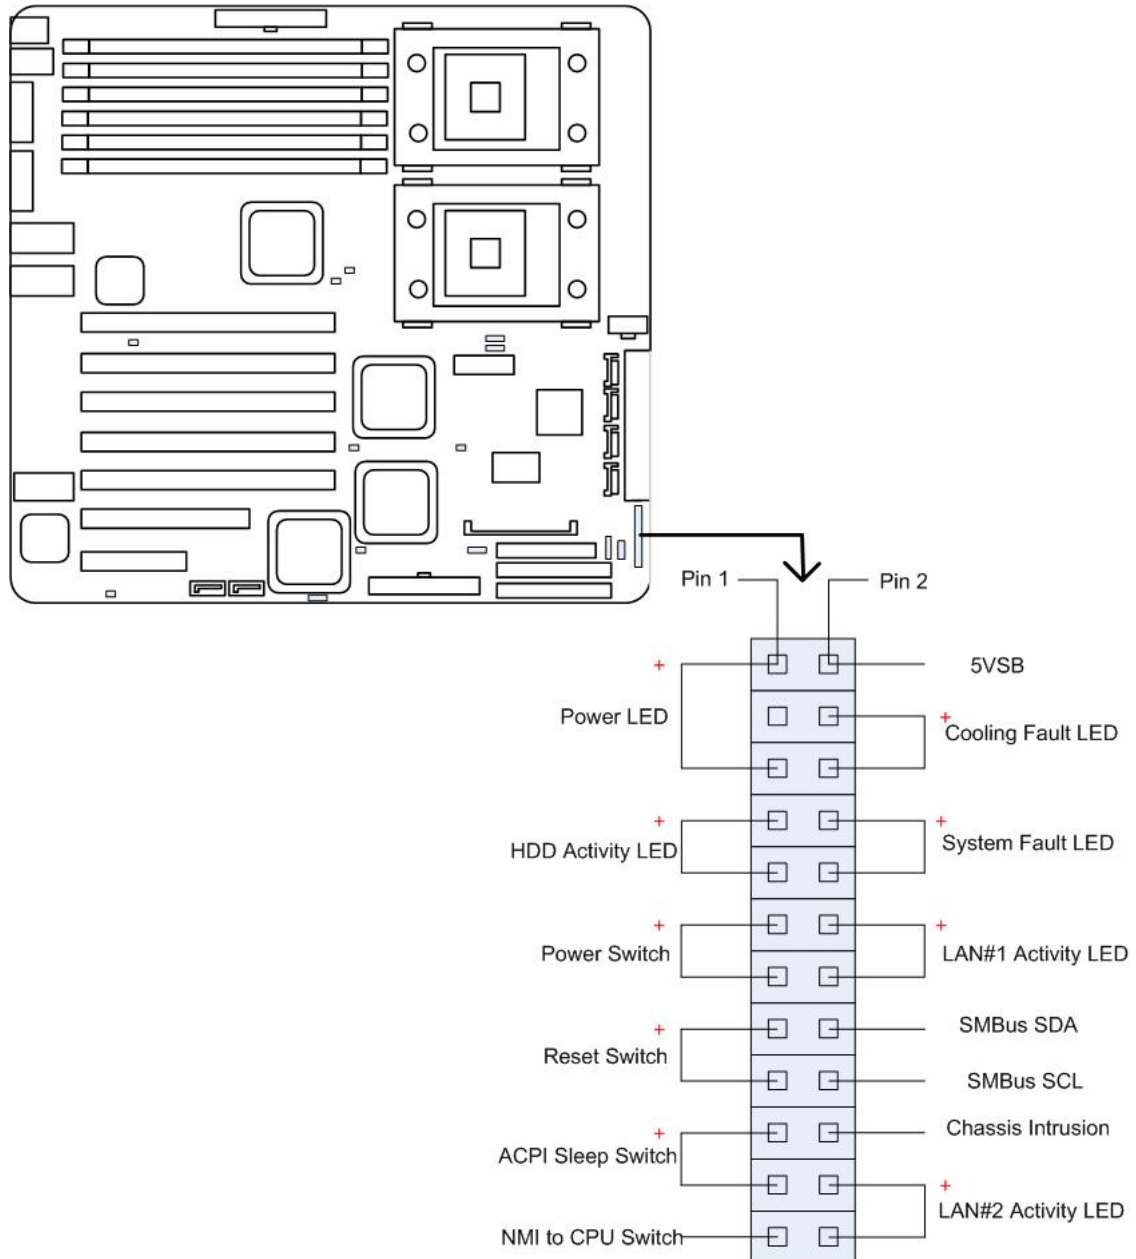 Pin 1
Pin 2
+
5VSB
Power LED
+
Cooling Fault LED
+
HDD Activity LED
+
System Fault LED
+
Power Switch
+
LAN#1 Activity LED
+
Reset Switch
SMBus SDA
SMBus SCL
+
ACPI Sleep Switch
Chassis Intrusion
+
LAN#2 Activity LED
NMI to CPU Switch